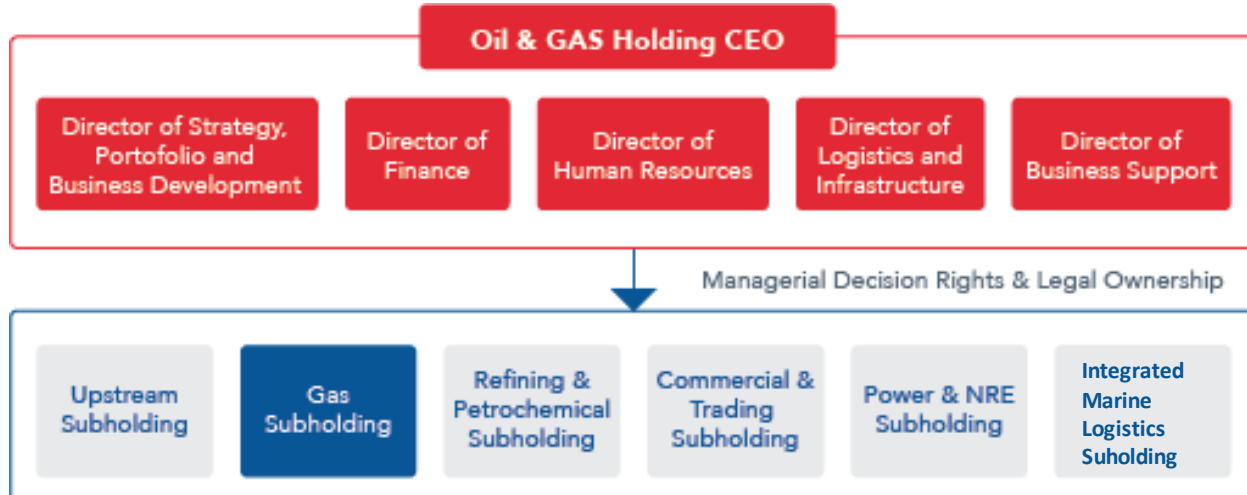 Oil & GAS Holding CEO
Director of Strategy,
Portofolio and
Business Development
Director of
Finance
Director of
Human Resources
Director of
Logistics and
Infrastructure
Director of
Business Support
Managerial Decision Rights & Legal Ownership
Upstream
Subholding
Gas
Subholding
Refining &
Petrochemical
Subholding
Commercial &
Trading
Subholding
Power & NRE
Subholding
Integrated
Marine
Logistics
Suholding